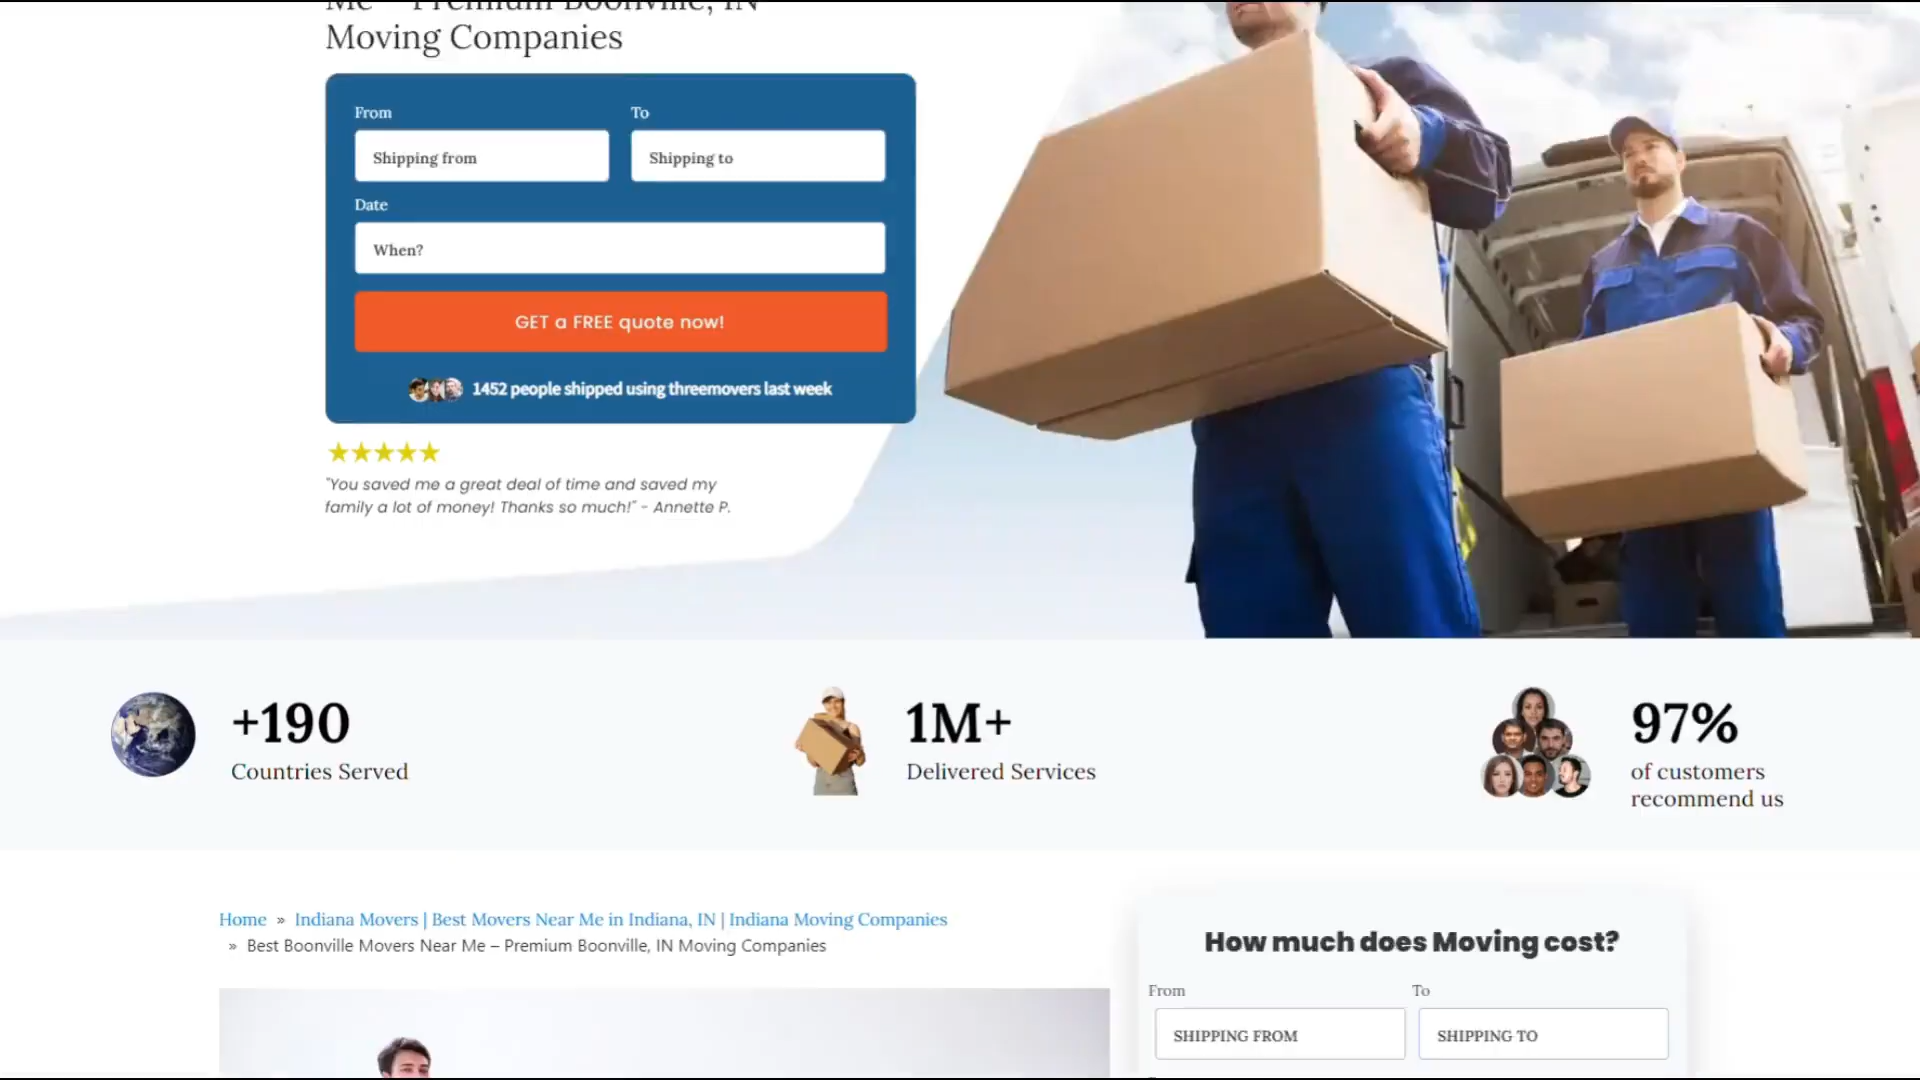 Me – Premium Boonville, IN
Moving Companies
From
To
Shipping from
Shipping to
Date
When?
GET a FREE quote now!
1452 people shipped using threemovers last week
"You saved me a great deal of time and saved my
family a lot of money! Thanks so much!" - Annette P.
+190
Countries Served
1M+
Delivered Services
97%
of customers
recommend us
Home » Indiana Movers | Best Movers Near Me in Indiana, IN | Indiana Moving Companies
» Best Boonville Movers Near Me – Premium Boonville, IN Moving Companies
How much does Moving cost?
From
To
SHIPPING FROM
SHIPPING TO